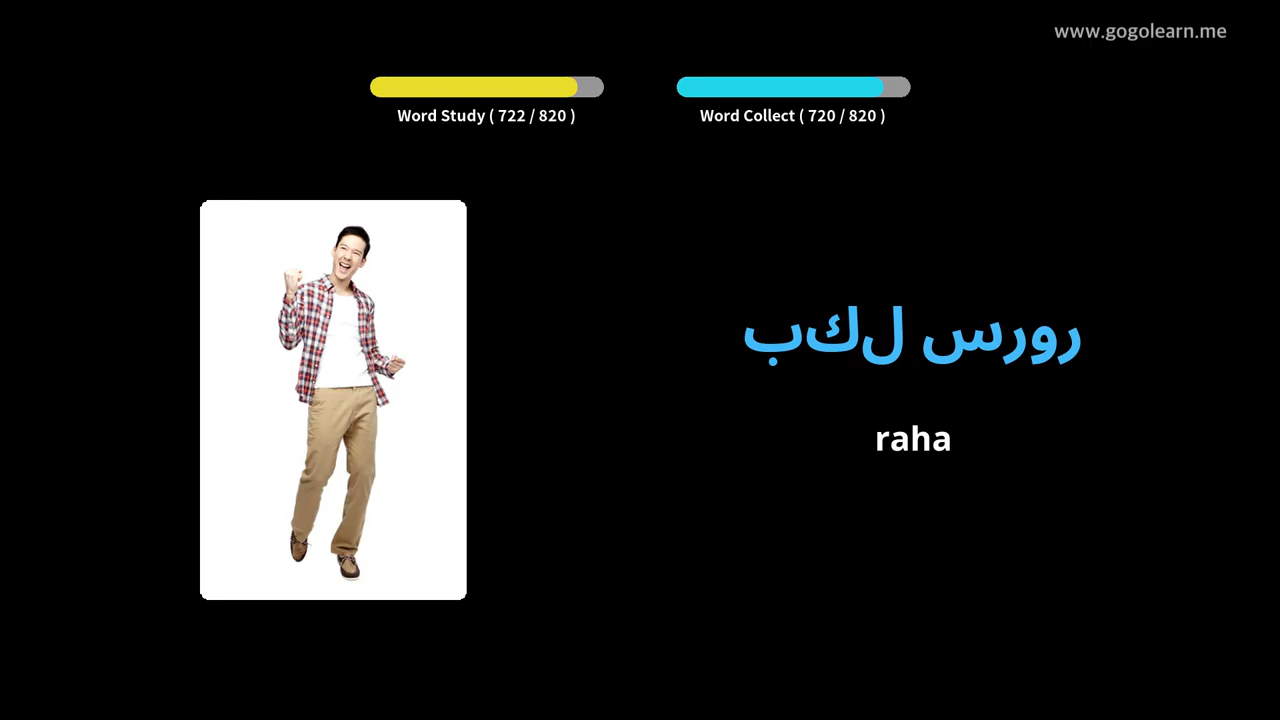 www.gogolearn.me
Word Study ( 722 / 820 )
Word Collect ( 720 / 820 )
رورس لكب
raha